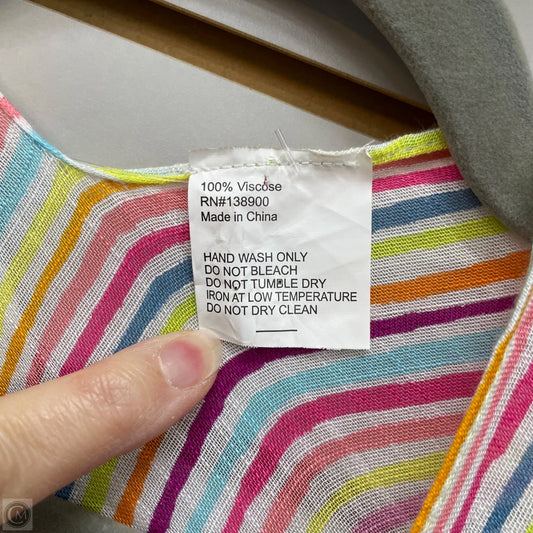 100% Viscose
RN#138900
Made in China
HAND WASH ONLY
DO NOT BLEACH
DO NOT TUMBLE DRY
IRON AT LOW TEMPERATURE
DO NOT DRY CLEAN